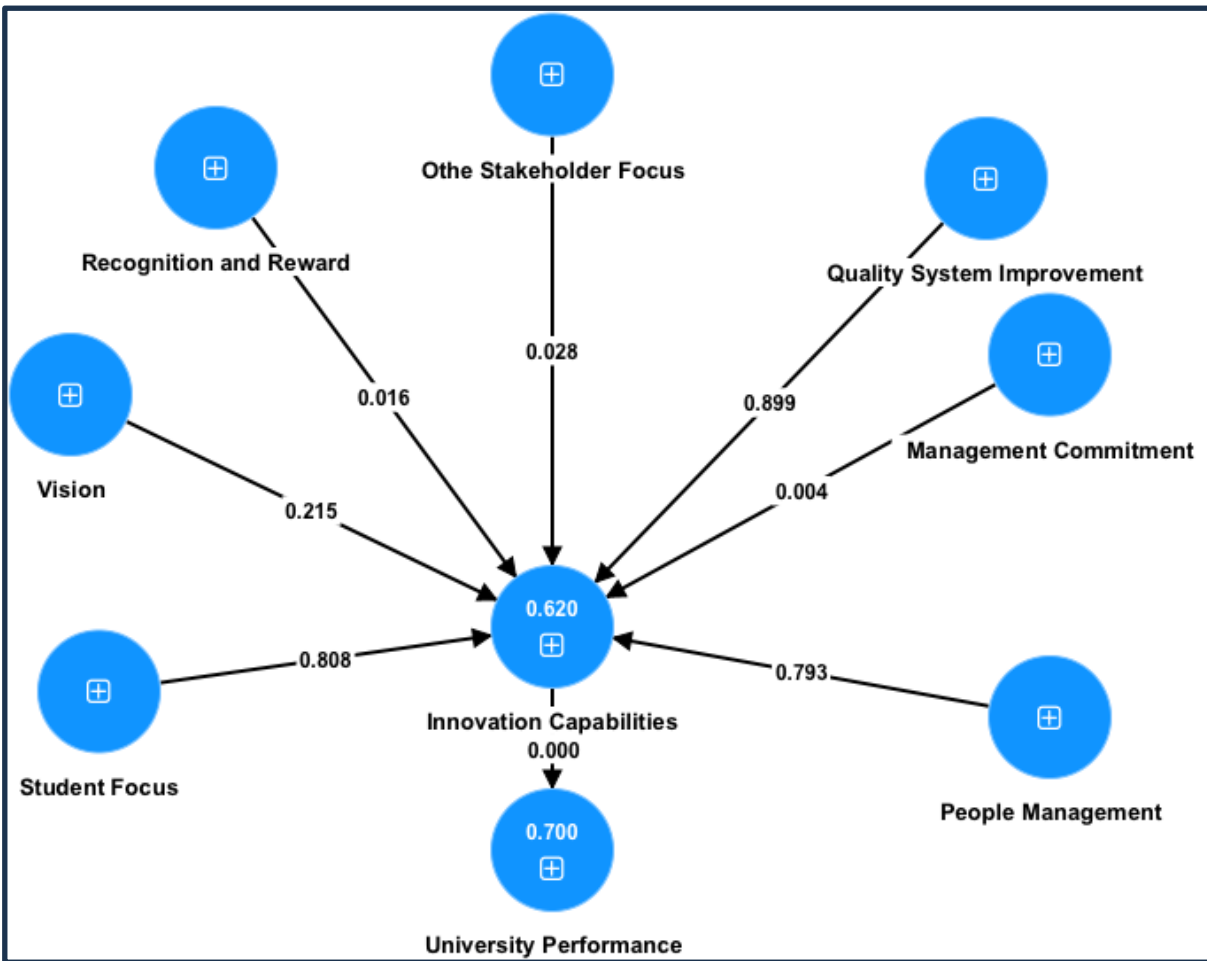 Othe Stakeholder Focus
Recognition and Reward
Quality System Improvement
Management Commitment
Vision
0.028
0.016
0.899
0.004
0.215
0.620
0.808
0.793
Innovation Capabilities
0.000
Student Focus
People Management
0.700
University Performance